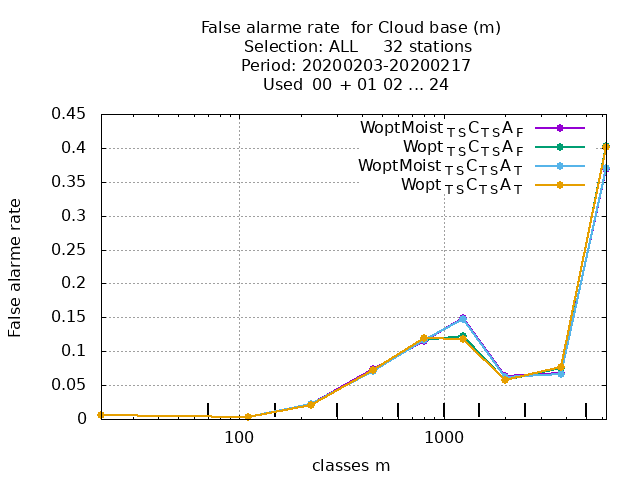 False alarme rate  for Cloud base (m)
Selection: ALL     32 stations
Period: 20200203-20200217
Used  00 + 01 02 ... 24
0.45
0.4
0.35
0.3
0.25
0.2
0.15
0.1
0.05
0
False alarme rate
WoptMoist TS C TS A F
Wopt TS C TS A F
WoptMoist TS C TS A T
Wopt TS C TS A T
100 1000
classes m